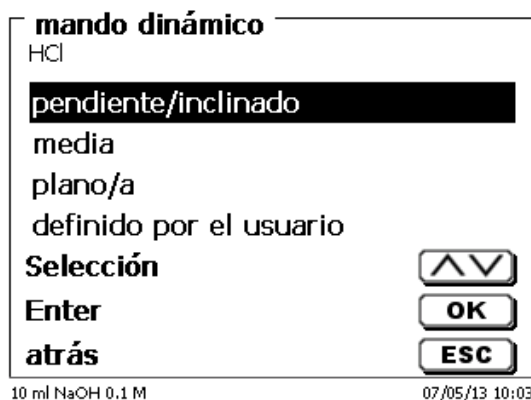 mando dinámico
HCl
pendiente/inclinado
media
plano/a
definido por el usuario
Selección
Enter OK
atrás ESC
10 ml NaOH 0.1 M 07/05/13 10:03